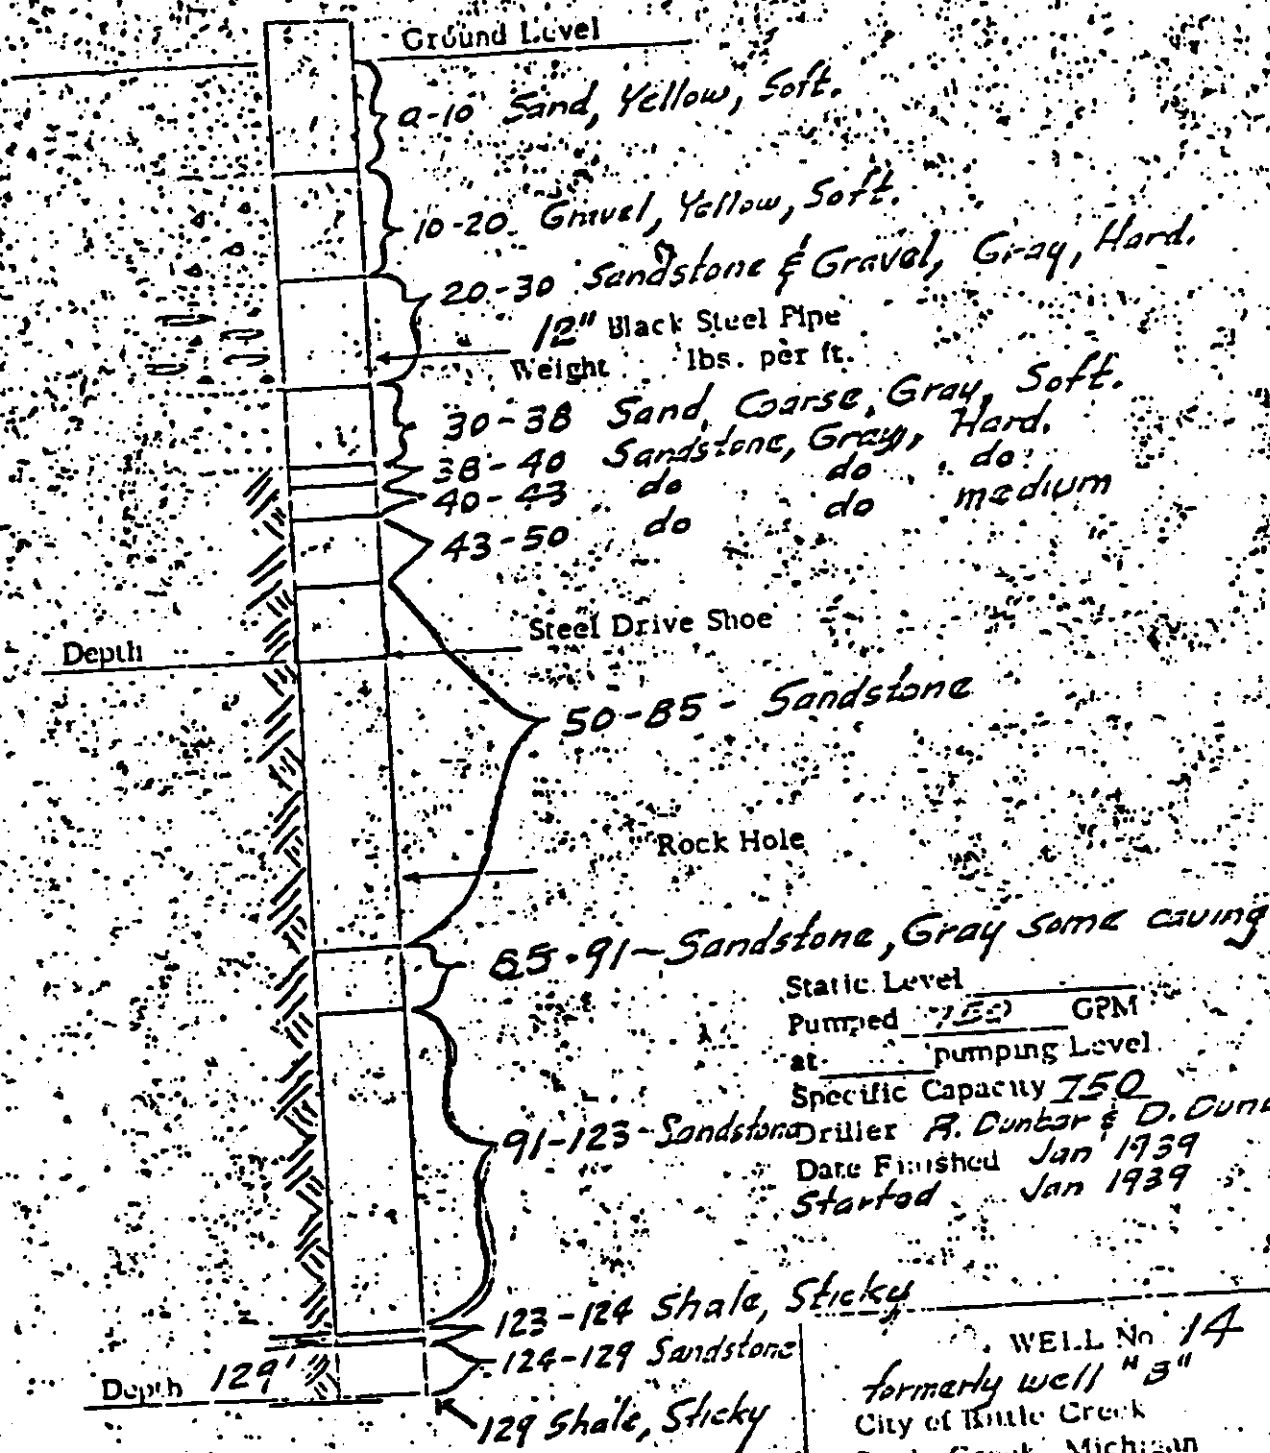 Ground Level
0-10 Sand, Yellow, Soft.
10-20 Gravel, Yellow, Soft.
20-30 Sandstone & Gravel, Gray, Hard.
12" Black Steel Pipe
Weight lbs. per ft.
30-38 Sand, Coarse, Gray, Soft.
38-40 Sandstone, Gray, Hard.
40-43 do do do.
43-50 do do medium
Steel Drive Shoe
Depth
50-85 - Sandstone
Rock Hole
85-91 - Sandstone, Gray some caving
Static Level
Pumped 750 GPM
at pumping Level
Specific Capacity 750
91-123 - Sandstone
Driller R. Dunbar & D. Dun
Date Finished Jan 1939
Started Jan 1939
123-124 Shale, Sticky
WELL No 14
124-129 Sandstone
formerly well
Depth 129'
City of Battle Creek
129 Shale, Sticky
Creek, Michigan